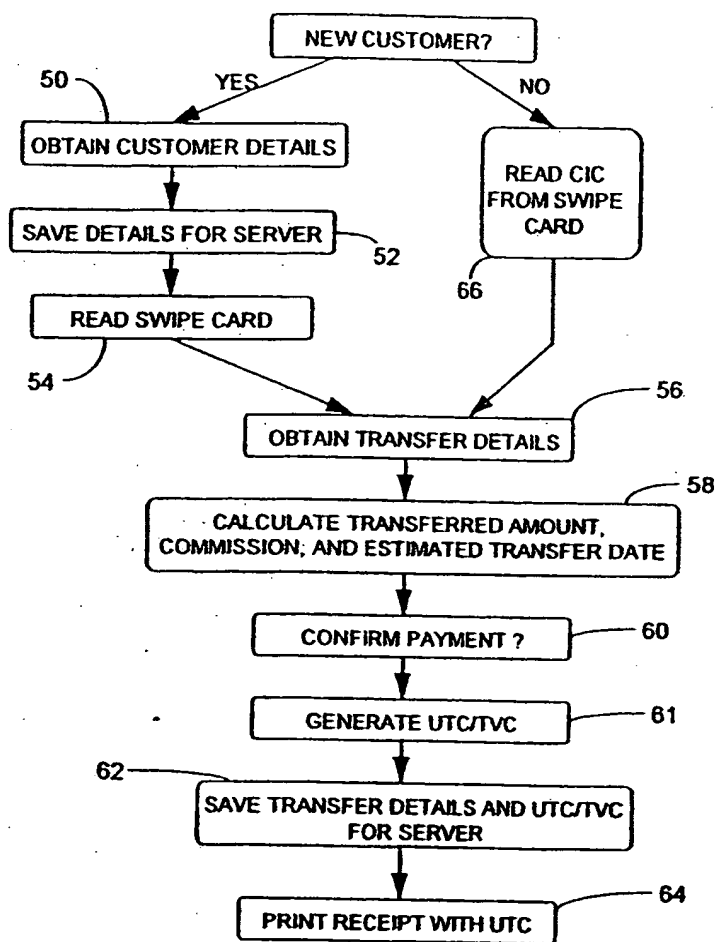 NEW CUSTOMER?
50
YES
NO
OBTAIN CUSTOMER DETAILS
READ CIC
FROM SWIPE
CARD
SAVE DETAILS FOR SERVER
52
66
READ SWIPE CARD
54
56
OBTAIN TRANSFER DETAILS
58
CALCULATE TRANSFERRED AMOUNT,
COMMISSION; AND ESTIMATED TRANSFER DATE
CONFIRM PAYMENT ?
60
GENERATE UTC/TVC
61
62
SAVE TRANSFER DETAILS AND UTC/TVC
FOR SERVER
64
PRINT RECEIPT WITH UTC